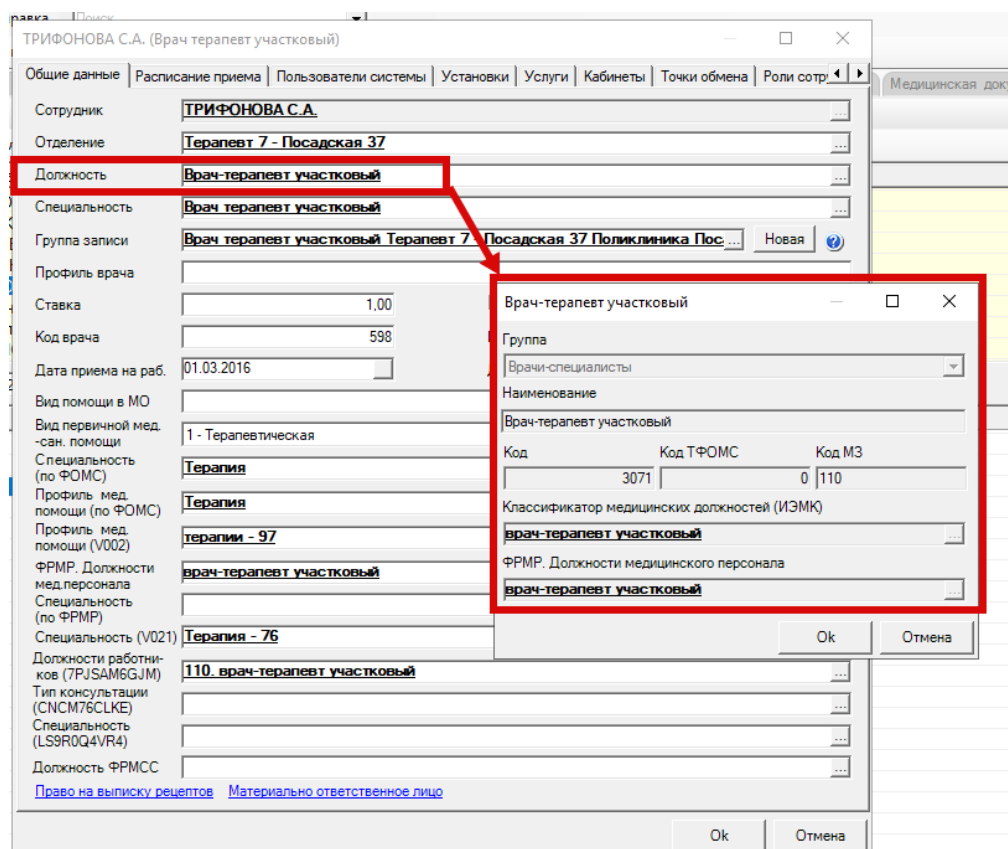 Поиск
ТРИФОНОВА С.А. (Врач терапевт участковый)
Общие данные Расписание приема Пользователи системы Установки Услуги Кабинеты Точки обмена Роли сотр
Медицинская док
Сотрудник ТРИФОНОВА С.А. ...
Отделение Терапевт 7 - Посадская 37 ...
Должность Врач-терапевт участковый ...
Специальность Врач терапевт участковый ...
Группа записи Врач терапевт участковый Терапевт 7 - Посадская 37 Поликлиника Пос ... Новая
Профиль врача
Ставка 1,00
Код врача 598
Дата приема на раб. 01.03.2016
Вид помощи в МО
Вид первичной мед.
-сан. помощи
1 - Терапевтическая
Специальность
(по ФОМС)
Терапия
Профиль мед.
помощи (по ФОМС)
Терапия
Профиль мед.
помощи (V002)
терапии - 97
ФРМР. Должности
мед.персонала
врач-терапевт участковый
Специальность
(по ФРМР)
Специальность (V021) Терапия - 76
Должности работни-
ков (7PJSAM6GJM)
110. врач-терапевт участковый ...
Тип консультации
(CNCM76CLKE)
...
Специальность
(LS9R0Q4VR4)
...
Должность ФРМСС ...
Право на выписку рецептов Материально ответственное лицо
Ok Отмена
Врач-терапевт участковый
Группа
Врачи-специалисты
Наименование
Врач-терапевт участковый
Код Код ТФОМС Код МЗ
3071 0 110
Классификатор медицинских должностей (ИЭМК)
врач-терапевт участковый ...
ФРМР. Должности медицинского персонала
врач-терапевт участковый ...
Ok Отмена